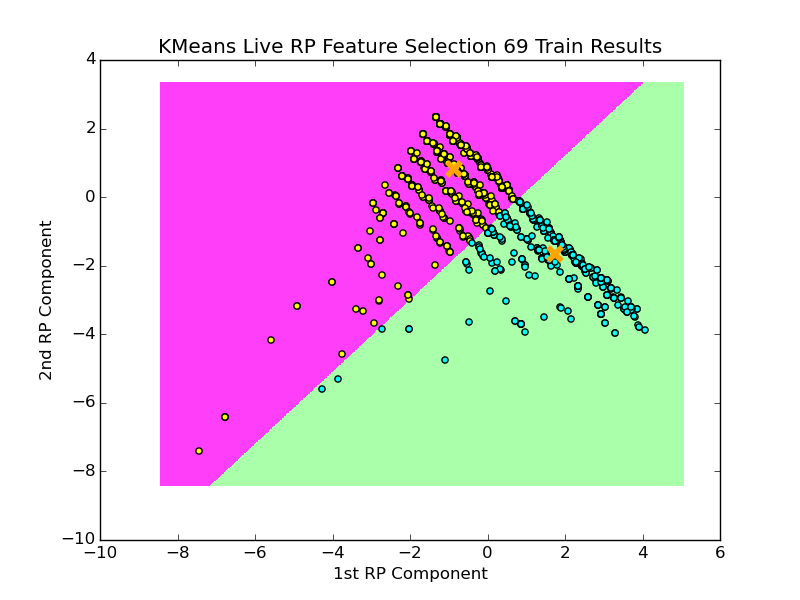 KMeans Live RP Feature Selection 69 Train Results
4
2
0
−2
−4
−6
−8
−10
2nd RP Component
−10 −8 −6 −4 −2 0 2 4 6
1st RP Component